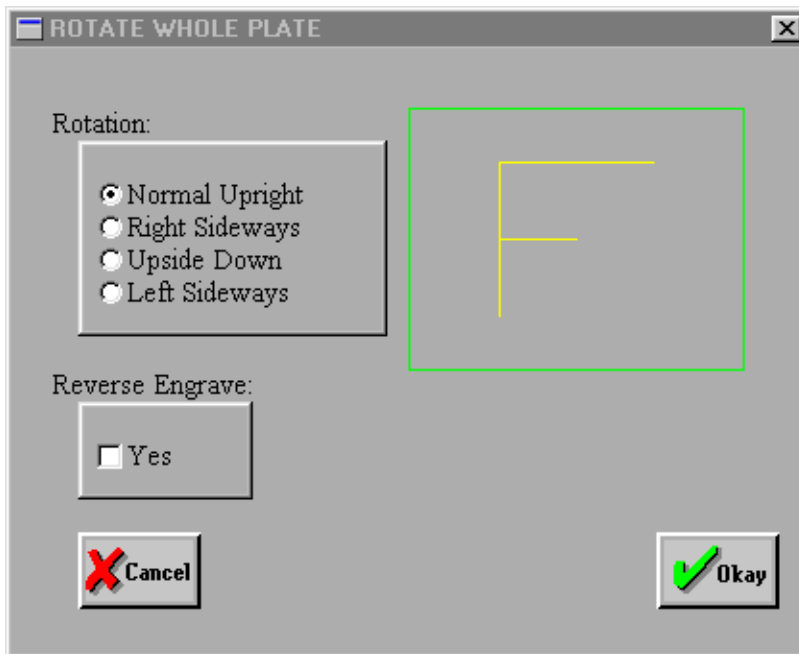 ROTATE WHOLE PLATE
Rotation:
Normal Upright
Right Sideways
Upside Down
Left Sideways
F
Reverse Engrave:
Yes
Cancel
Okay